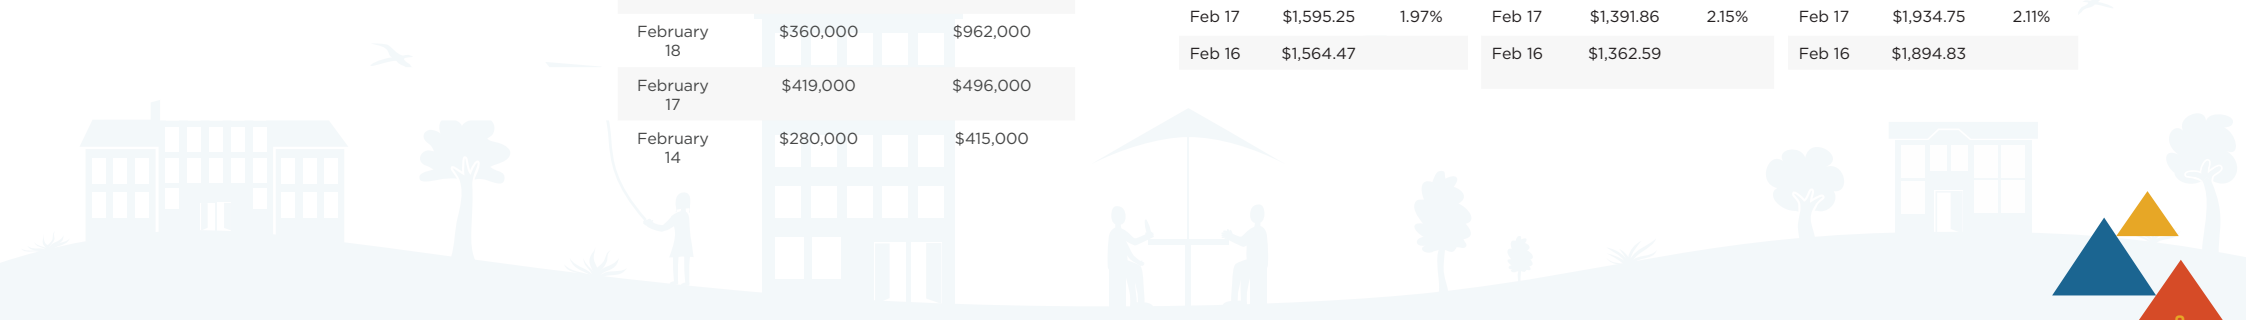 February $360,000 $962,000
18
February $419,000 $496,000
17
February $280,000 $415,000
14
Feb 17 $1,595.25 1.97%
Feb 16 $1,564.47
Feb 17 $1,391.86 2.15%
Feb 16 $1,362.59
Feb 17 $1,934.75 2.11%
Feb 16 $1,894.83